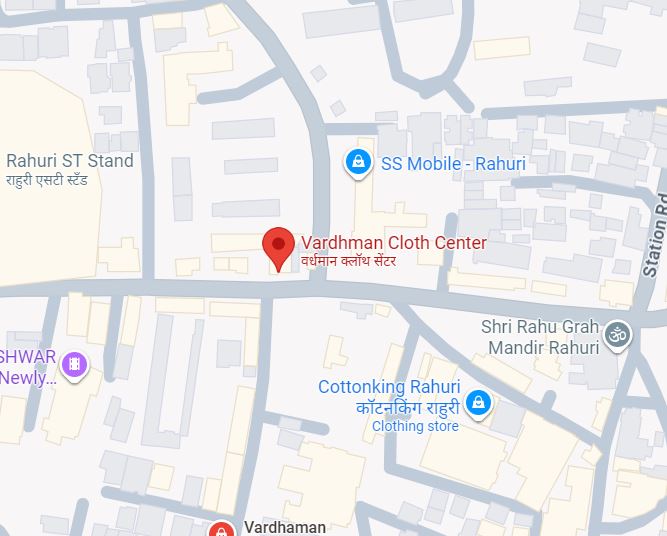 Rahuri ST Stand
राहुरी एसटी स्टँड
SS Mobile - Rahuri
Station Rd
Vardhman Cloth Center
वर्धमान क्लॉथ सेंटर
Shri Rahu Grah
Mandir Rahuri
SHWAR
Newly...
Cottonking Rahuri
कॉटनकिंग राहुरी
Clothing store
Vardhaman